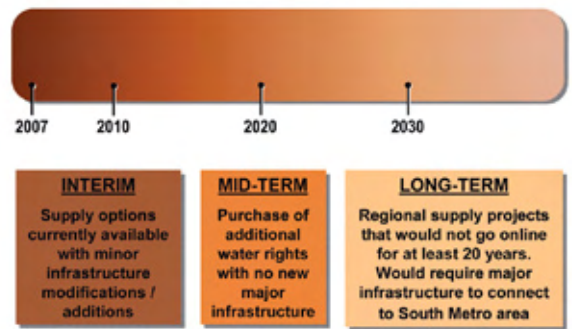 2007 2010 2020 2030
INTERIM
Supply options
currently available
with minor
infrastructure
modifications /
additions
MID-TERM
Purchase of
additional
water rights
with no new
major
infrastructure
LONG-TERM
Regional supply projects
that would not go online
for at least 20 years.
Would require major
infrastructure to connect
to South Metro area